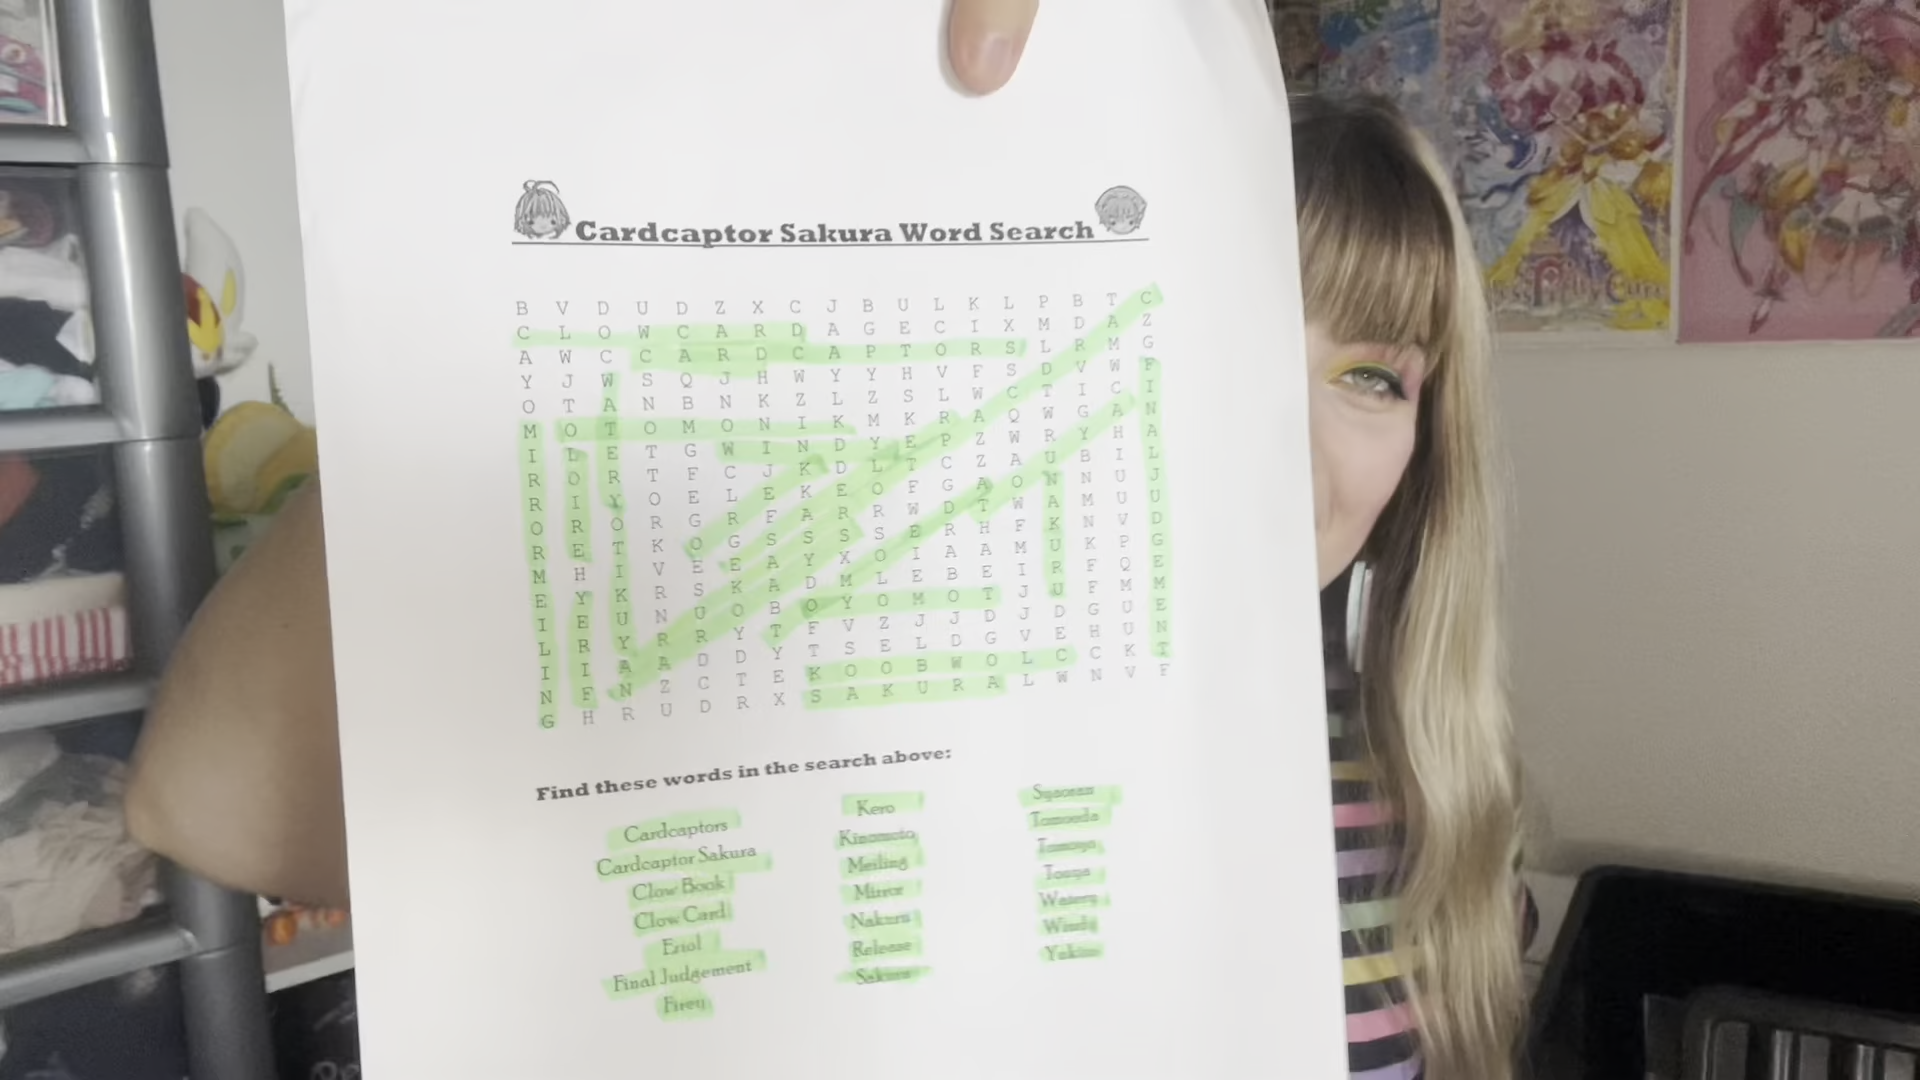 Cardcaptor Sakura Word Search
B V D U D Z X C J B U L K L P B T C
C L O W C A R D A G E C I X M D A Z
A W C C A R D C A P T O R S L R M G
Y J W S Q J H W Y Y H V F S D V W F
O T A N B N K Z L Z S L W C T I C I
M O T O M O N I K M K R A Q W G A N
I L E T G W I N D Y E P Z W R Y H A
R O R T F C J K D L T C Z A U B I L
R I Y O E L E K E O F G A O N N U J
O R O R G R F A R R W D T W A M U U
R E T K O G S S S S E R H F K N V D
M H I V E E A Y X O I A A M U K P G
E Y K R S K A D M L E B E I R F Q E
I E U N U O B O Y O M O T J U F M M
L R Y R R Y T F V Z J J D J D G U E
I I A A D D Y T S E L D G V E H U N
N F N Z C T E K O O B W O L C C K T
G H R U D R X S A K U R A L W N V F
Find these words in the search above:
Cardcaptors
Cardcaptor Sakura
Clow Book
Clow Card
Eriol
Final Judgement
Firey
Kero
Kinomoto
Meiling
Mirror
Nakuru
Release
Sakura
Syaoran
Tomoeda
Tomoyo
Touya
Watery
Windy
Yukito